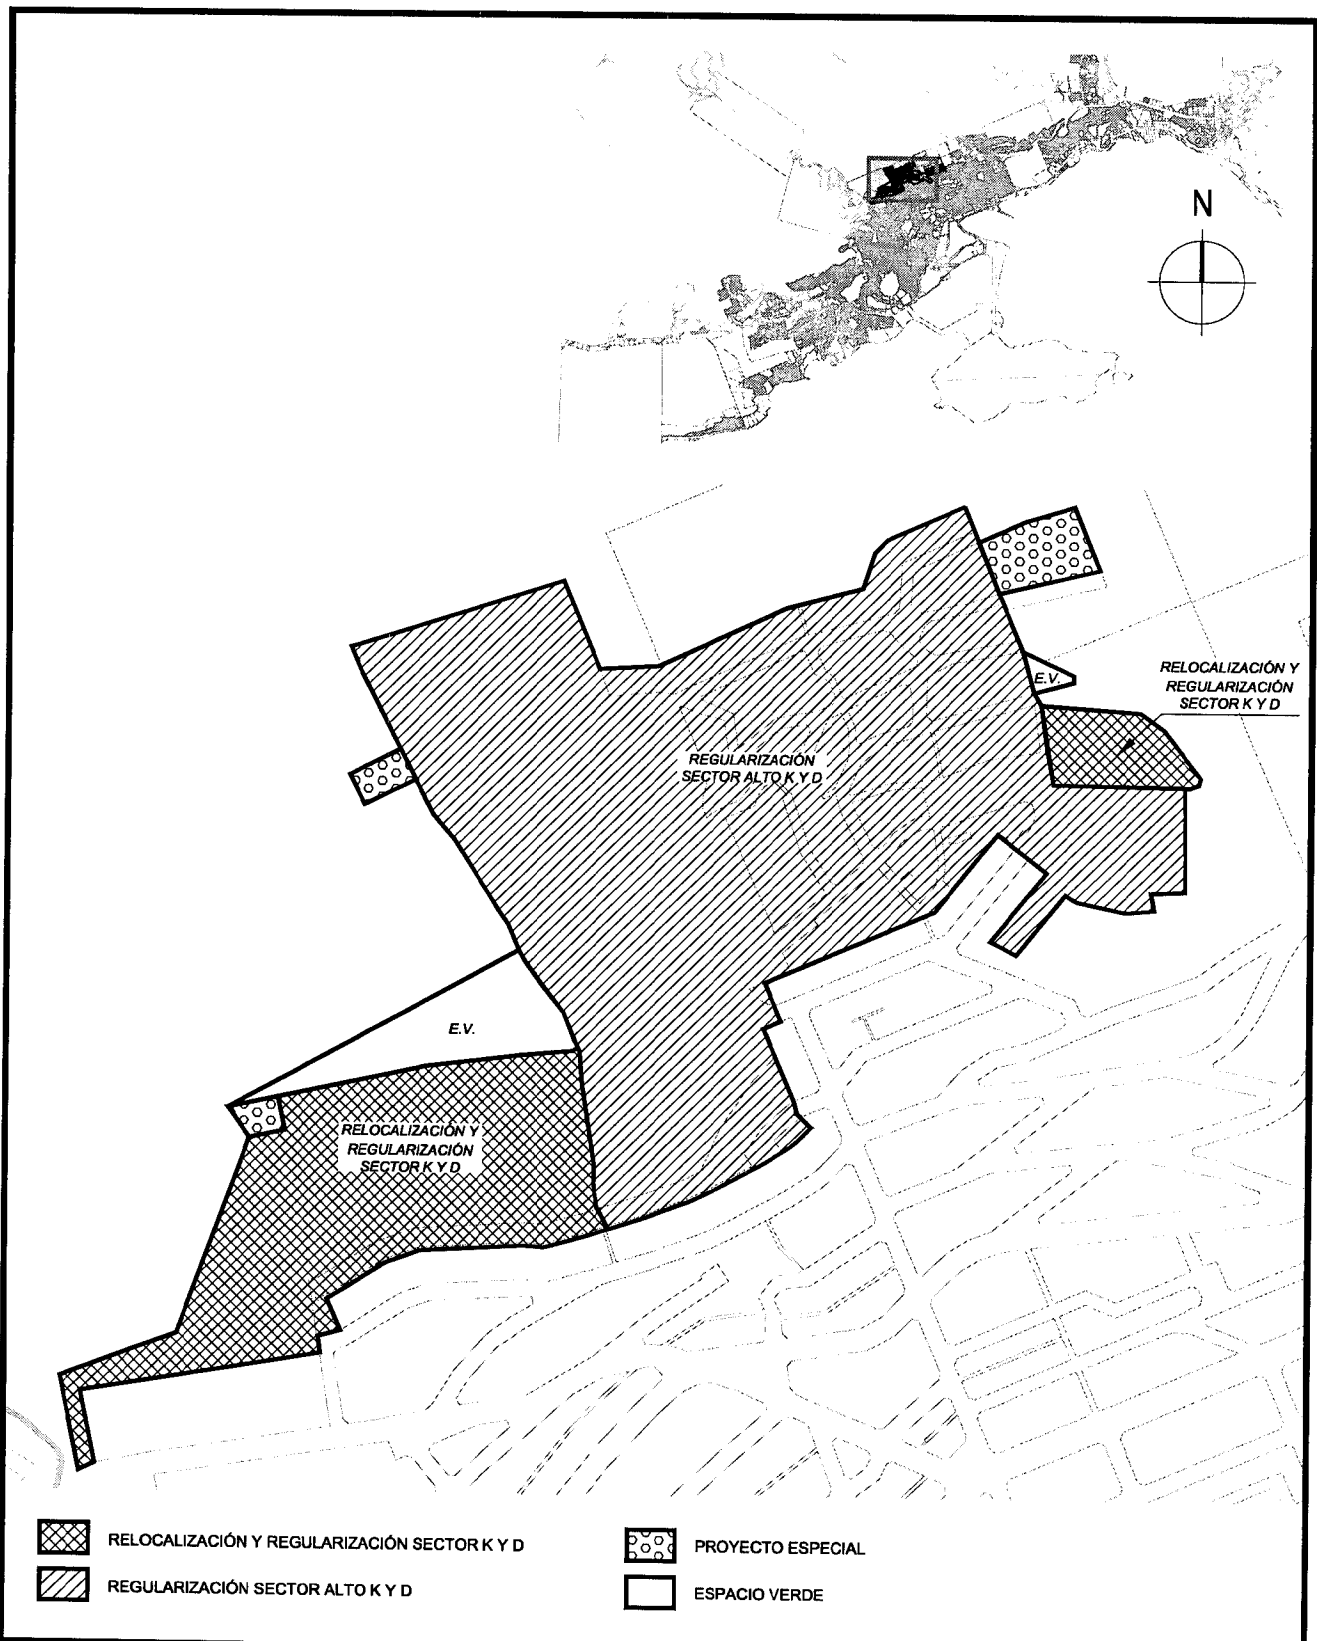 N
E.V.
RELOCALIZACIÓN Y
REGULARIZACIÓN
SECTOR K Y D
REGULARIZACIÓN
SECTOR ALTO K Y D
E.V.
RELOCALIZACIÓN Y
REGULARIZACIÓN
SECTOR K Y D
RELOCALIZACIÓN Y REGULARIZACIÓN SECTOR K Y D
REGULARIZACIÓN SECTOR ALTO K Y D
PROYECTO ESPECIAL
ESPACIO VERDE